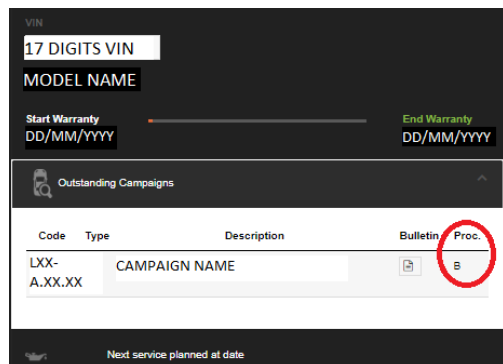 VIN
17 DIGITS VIN
MODEL NAME
Start Warranty End Warranty
DD/MM/YYYY DD/MM/YYYY
Outstanding Campaigns
Code Type Description Bulletin Proc.
LXX- CAMPAIGN NAME B
A.XX.XX
Next service planned at date